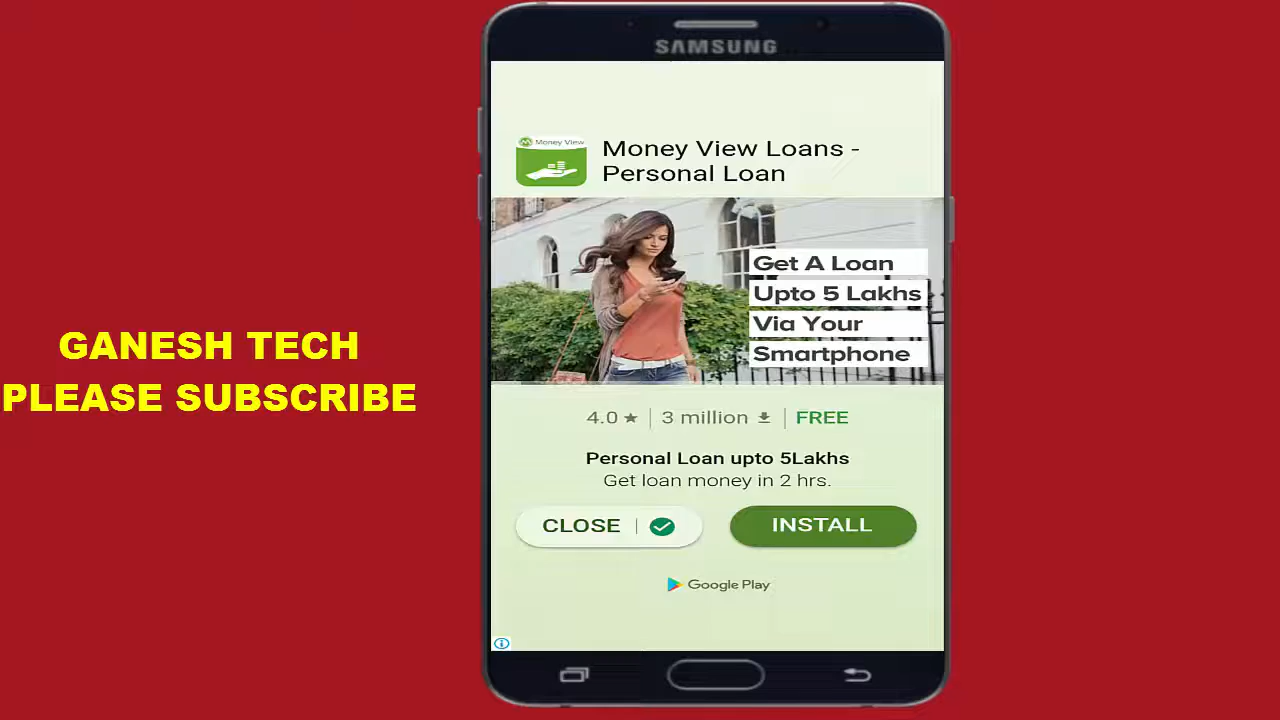 SAMSUNG
Money View
Money View Loans -
Personal Loan
Get A Loan
Upto 5 Lakhs
Via Your
Smartphone
GANESH TECH
PLEASE SUBSCRIBE
4.0 ★ | 3 million | FREE
Personal Loan upto 5Lakhs
Get loan money in 2 hrs.
CLOSE
INSTALL
Google Play